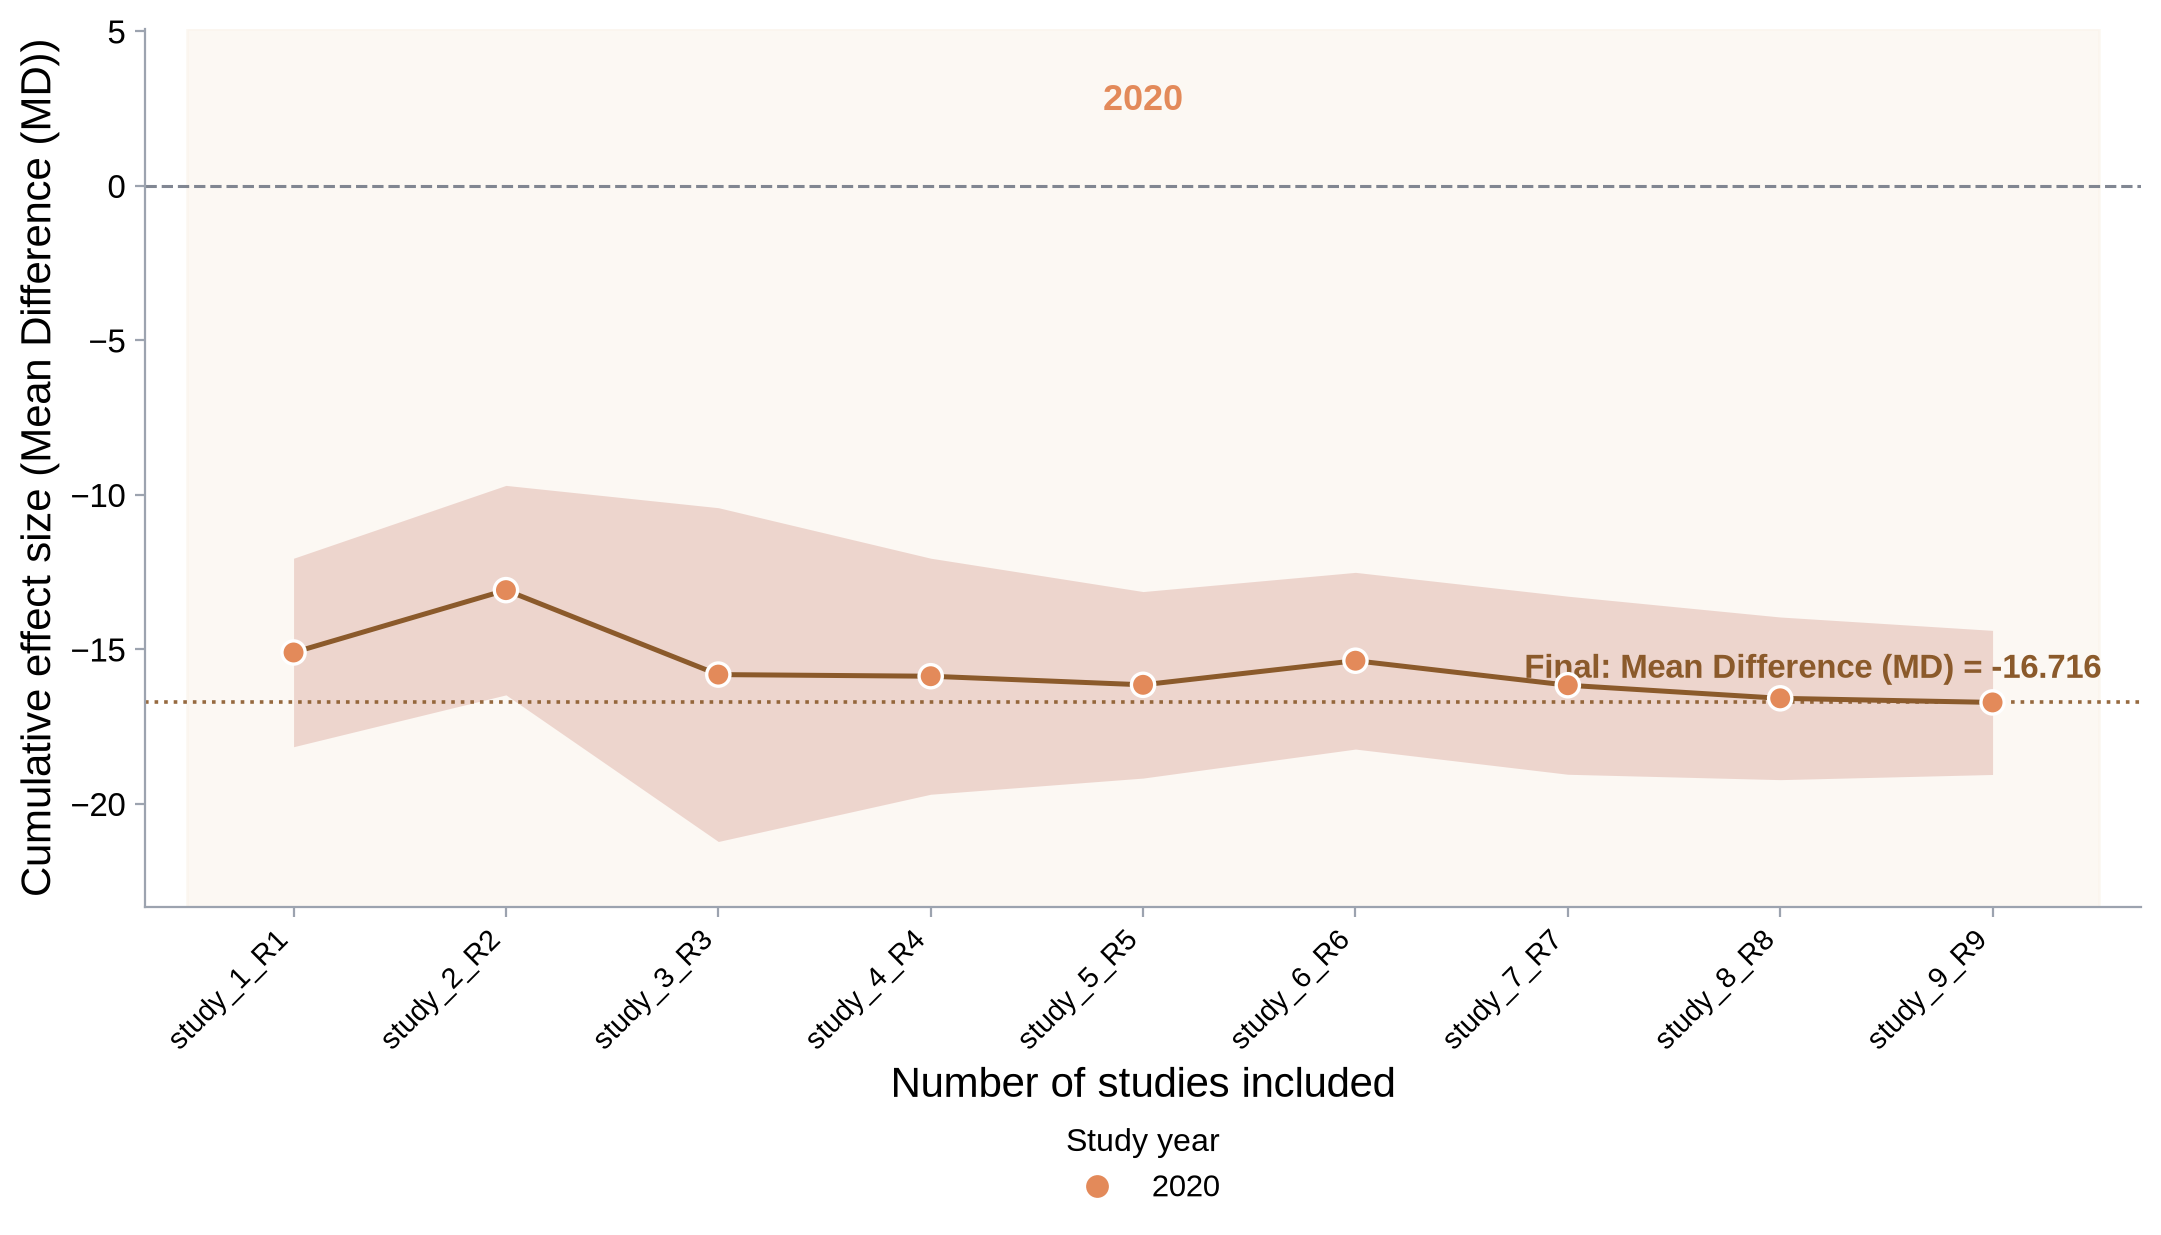 Cumulative effect size (Mean Difference (MD))
5
0
−5
−10
−15
−20
2020
Final: Mean Difference (MD) = -16.716
study_1_R1
study_2_R2
study_3_R3
study_4_R4
study_5_R5
study_6_R6
study_7_R7
study_8_R8
study_9_R9
Number of studies included
Study year
2020